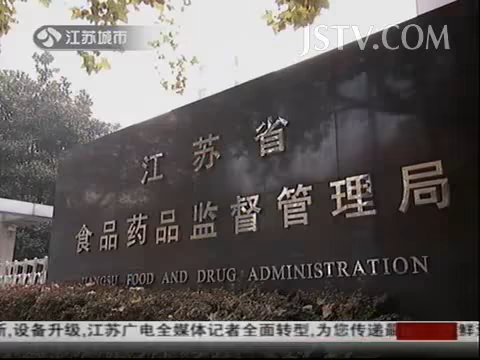 江苏城市
JSTV.COM
江苏省
食品药品监督管理局
JIANGSU FOOD AND DRUG ADMINISTRATION
新,设备升级,江苏广电全媒体记者全面转型,为您传递最
鲜